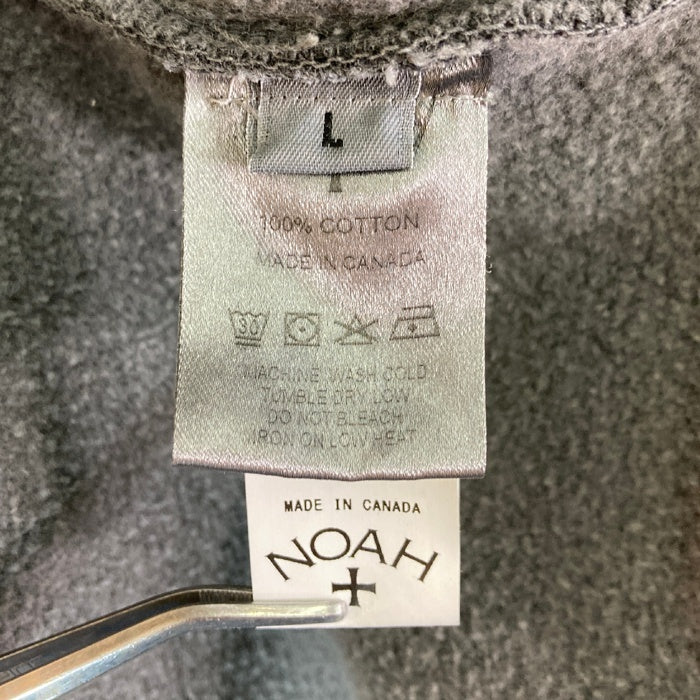 L
100% COTTON
MADE IN CANADA
30
MACHINE WASH COLD
TUMBLE DRY LOW
DO NOT BLEACH
IRON ON LOW HEAT
MADE IN CANADA
NOAH